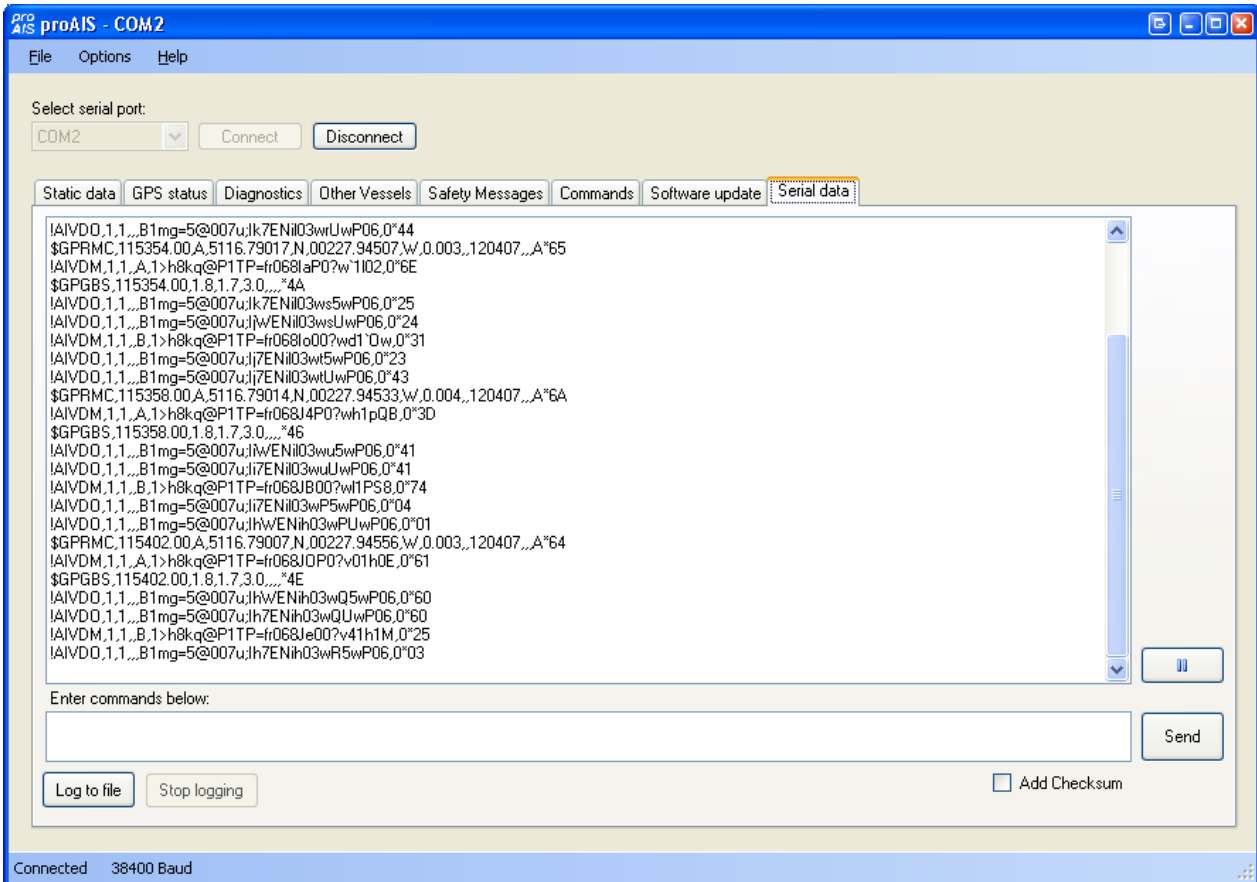 pro AIS proAIS - COM2
File Options Help
Select serial port:
COM2 Connect Disconnect
Static data GPS status Diagnostics Other Vessels Safety Messages Commands Software update Serial data
!AIVDO,1,1,,,B1mg=5@007u;Ik7ENil03wrUwP06,0*44
$GPRMC,115354.00,A,5116.79017,N,00227.94507,W,0.003,,120407,,,A*65
!AIVDM,1,1,,A,1>h8kq@P1TP=fr068IaP0?w`1I02,0*6E
$GPGBS,115354.00,1.8,1.7,3.0,,,,*4A
!AIVDO,1,1,,,B1mg=5@007u;Ik7ENil03ws5wP06,0*25
!AIVDO,1,1,,,B1mg=5@007u;IjWENil03wsUwP06,0*24
!AIVDM,1,1,,B,1>h8kq@P1TP=fr068Io00?wd1`Ow,0*31
!AIVDO,1,1,,,B1mg=5@007u;Ij7ENil03wt5wP06,0*23
!AIVDO,1,1,,,B1mg=5@007u;Ij7ENil03wtUwP06,0*43
$GPRMC,115358.00,A,5116.79014,N,00227.94533,W,0.004,,120407,,,A*6A
!AIVDM,1,1,,A,1>h8kq@P1TP=fr068J4P0?wh1pQB,0*3D
$GPGBS,115358.00,1.8,1.7,3.0,,,,*46
!AIVDO,1,1,,,B1mg=5@007u;IiWENil03wu5wP06,0*41
!AIVDO,1,1,,,B1mg=5@007u;Ii7ENil03wuUwP06,0*41
!AIVDM,1,1,,B,1>h8kq@P1TP=fr068JB00?wl1PS8,0*74
!AIVDO,1,1,,,B1mg=5@007u;Ii7ENil03wP5wP06,0*04
!AIVDO,1,1,,,B1mg=5@007u;IhWENih03wPUwP06,0*01
$GPRMC,115402.00,A,5116.79007,N,00227.94556,W,0.003,,120407,,,A*64
!AIVDM,1,1,,A,1>h8kq@P1TP=fr068JOP0?v01h0E,0*61
$GPGBS,115402.00,1.8,1.7,3.0,,,,*4E
!AIVDO,1,1,,,B1mg=5@007u;IhWENih03wQ5wP06,0*60
!AIVDO,1,1,,,B1mg=5@007u;Ih7ENih03wQUwP06,0*60
!AIVDM,1,1,,B,1>h8kq@P1TP=fr068Je00?v41h1M,0*25
!AIVDO,1,1,,,B1mg=5@007u;Ih7ENih03wR5wP06,0*03
Enter commands below:
Send
Log to file Stop logging Add Checksum
Connected 38400 Baud